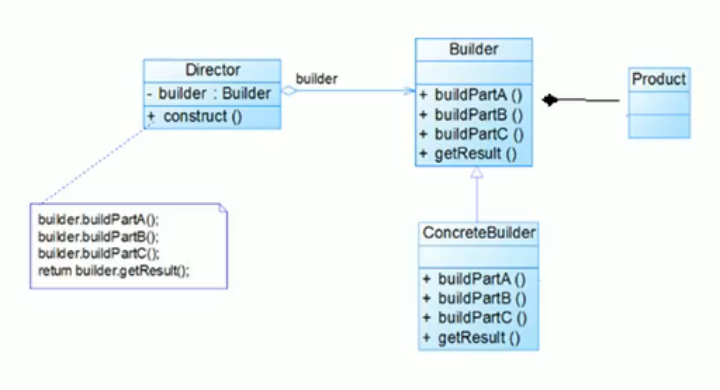 Director
- builder : Builder
+ construct ()
builder
Builder
+ buildPartA ()
+ buildPartB ()
+ buildPartC ()
+ getResult ()
Product
builder.buildPartA();
builder.buildPartB();
builder.buildPartC();
return builder.getResult();
ConcreteBuilder
+ buildPartA ()
+ buildPartB ()
+ buildPartC ()
+ getResult ()